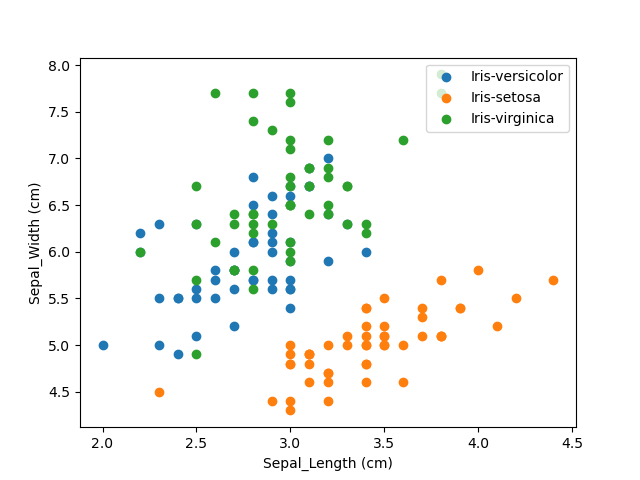 8.0
7.5
7.0
6.5
6.0
5.5
5.0
4.5
Sepal_Width (cm)
Iris-versicolor
Iris-setosa
Iris-virginica
2.0 2.5 3.0 3.5 4.0 4.5
Sepal_Length (cm)